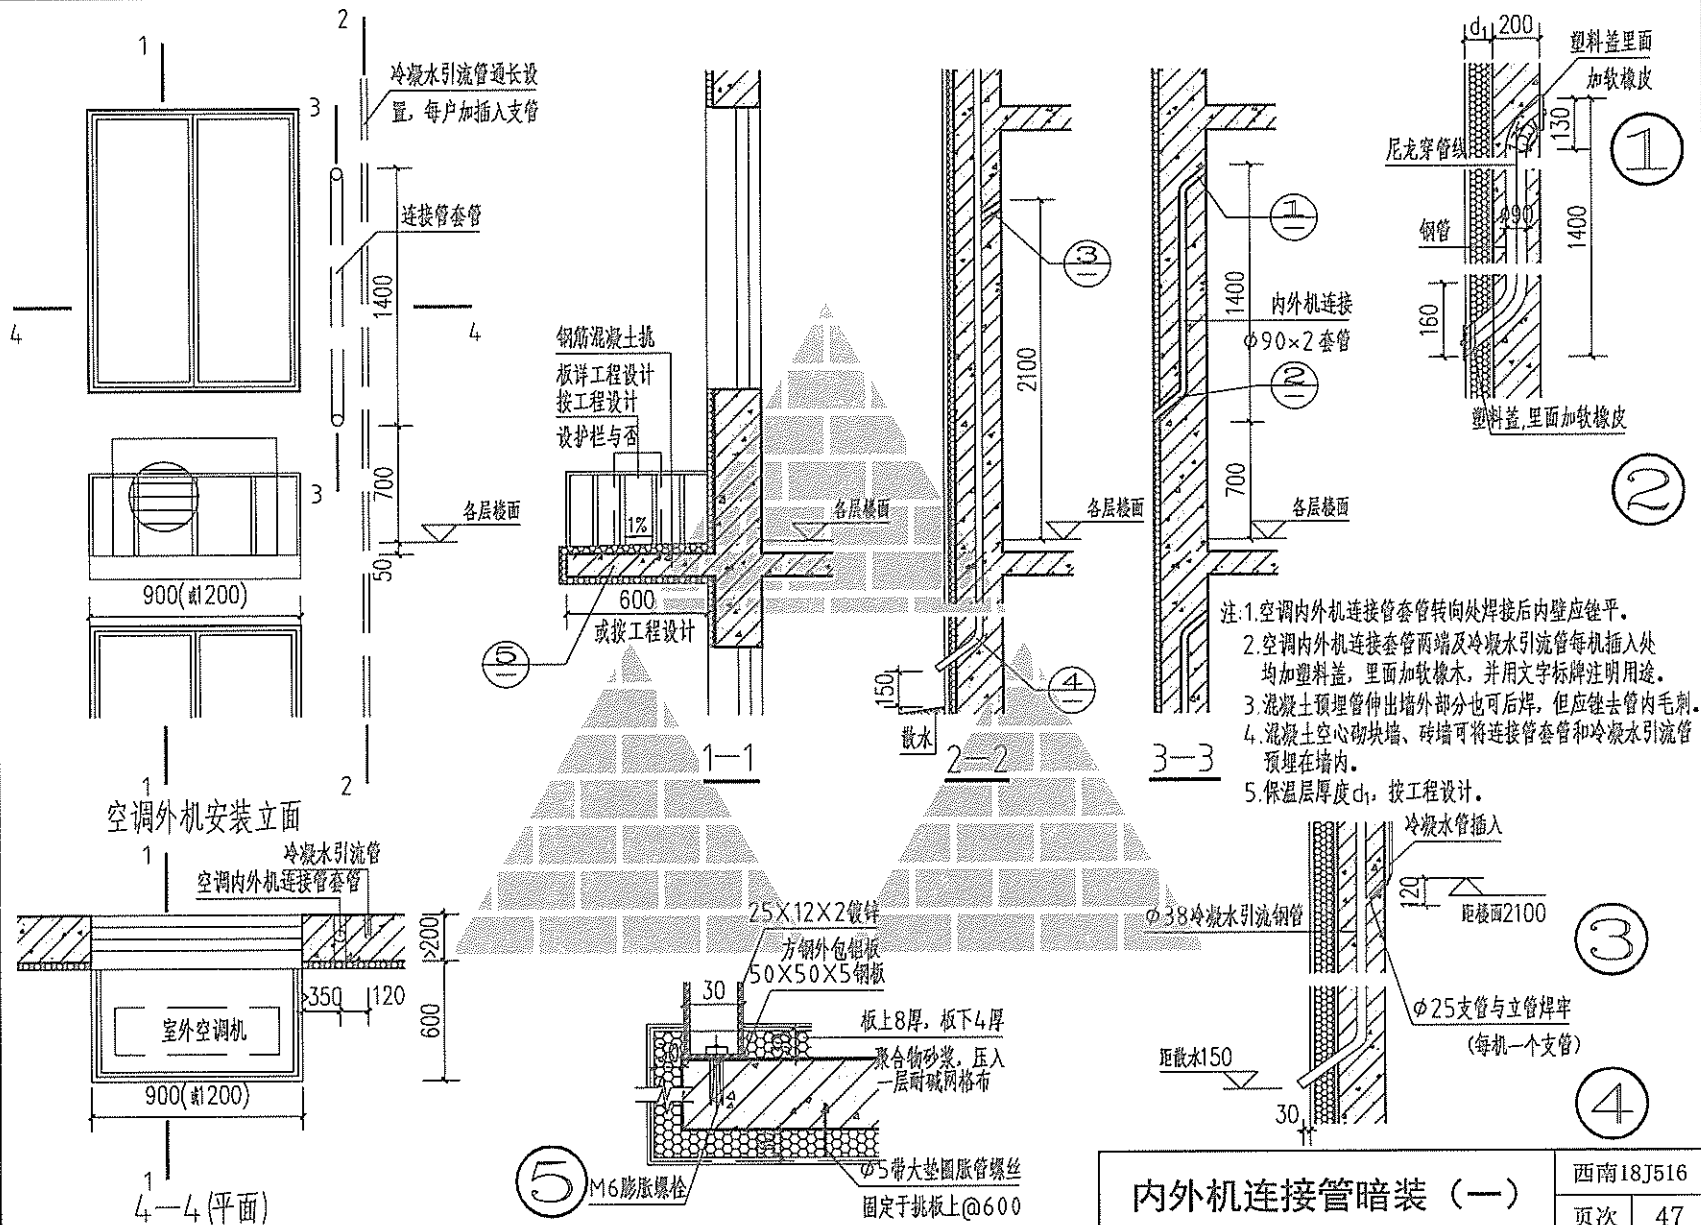 1
2
冷凝水引流管通长设
置，每户加插入支管
3
连接管套管
1400
4
4
700
3
各层楼面
50
900(或1200)
1
2
空调外机安装立面
钢筋混凝土挑
板详工程设计
按工程设计
设护栏与否
1%
各层楼面
600
或按工程设计
5
1—1
2100
3
各层楼面
150
4
散水
2—2
1
1400
内外机连接
φ90×2套管
2
700
各层楼面
3—3
d₁
200
塑料盖里面
加软橡皮
130
尼龙穿管线
钢管
φ90
1400
160
塑料盖,里面加软橡皮
1
2
注:1.空调内外机连接管套管转向处焊接后内壁应锉平.
2.空调内外机连接套管两端及冷凝水引流管每机插入处
均加塑料盖，里面加软橡木，并用文字标牌注明用途.
3.混凝土预埋管伸出墙外部分也可后焊，但应锉去管内毛刺.
4.混凝土空心砌块墙、砖墙可将连接管套管和冷凝水引流管
预埋在墙内.
5.保温层厚度d₁，按工程设计.
1
冷凝水引流管
空调内外机连接管套管
>200
>350
120
室外空调机
600
900(或1200)
1
4—4(平面)
25X12X2镀锌
方钢外包铝板
50X50X5钢板
30
板上8厚，板下4厚
聚合物砂浆，压入
一层耐碱网格布
5
M6膨胀螺栓
φ5带大垫圈胀管螺丝
固定于挑板上@600
冷凝水管插入
φ38冷凝水引流钢管
120
距楼面2100
3
φ25支管与立管焊牢
(每机一个支管)
距散水150
30
4
内外机连接管暗装（一）
西南18J516
页次
47